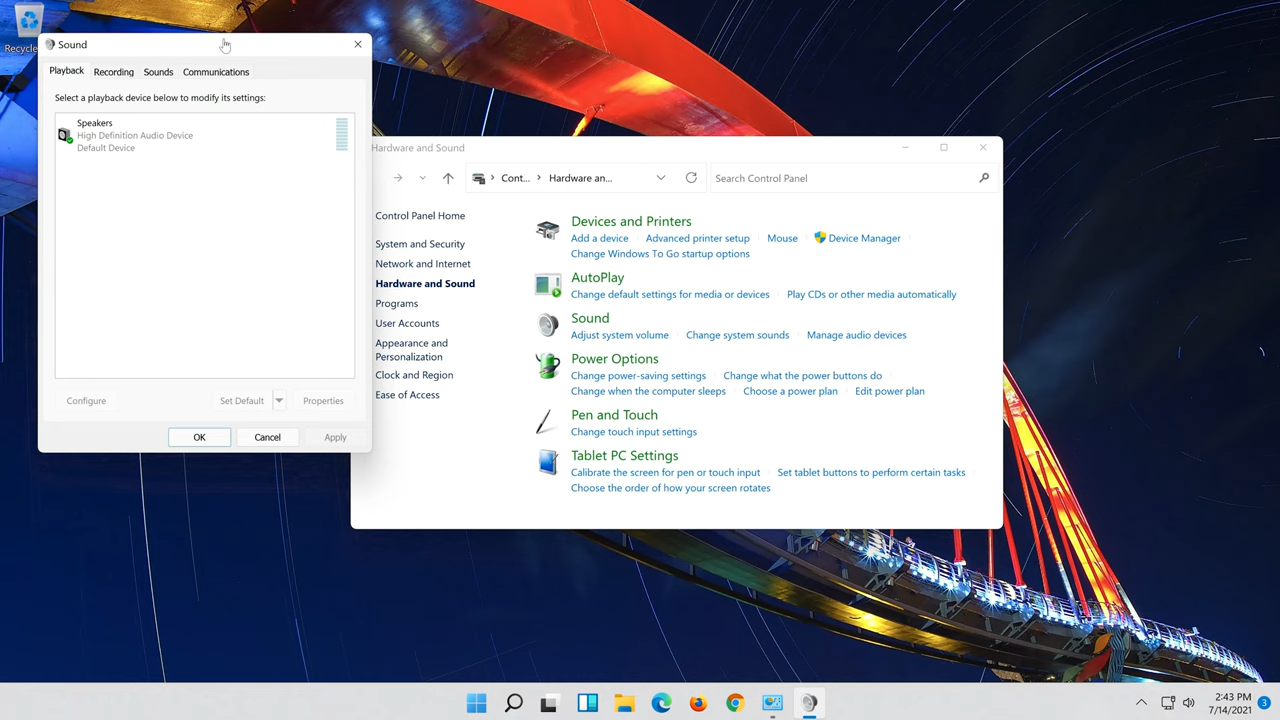 Recycle
Sound
Playback
Recording
Sounds
Communications
Select a playback device below to modify its settings:
Speakers
High Definition Audio Device
Default Device
Configure
Set Default
Properties
OK
Cancel
Apply
Hardware and Sound
Cont...
Hardware an...
Search Control Panel
Control Panel Home
System and Security
Network and Internet
Hardware and Sound
Programs
User Accounts
Appearance and
Personalization
Clock and Region
Ease of Access
Devices and Printers
Add a device
Advanced printer setup
Mouse
Device Manager
Change Windows To Go startup options
AutoPlay
Change default settings for media or devices
Play CDs or other media automatically
Sound
Adjust system volume
Change system sounds
Manage audio devices
Power Options
Change power-saving settings
Change what the power buttons do
Change when the computer sleeps
Choose a power plan
Edit power plan
Pen and Touch
Change touch input settings
Tablet PC Settings
Calibrate the screen for pen or touch input
Set tablet buttons to perform certain tasks
Choose the order of how your screen rotates
2:43 PM
7/14/2021
3